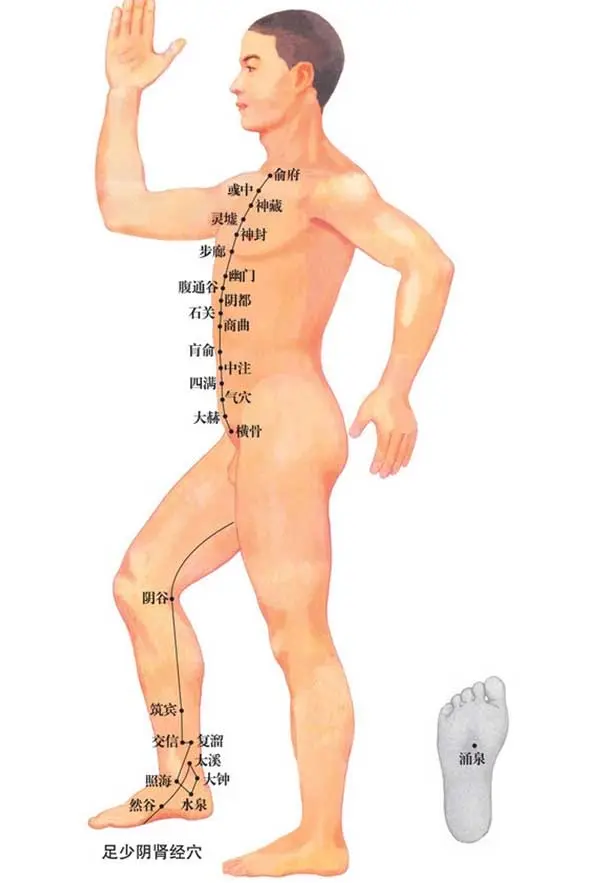 俞府
彧中
神藏
灵墟
神封
步廊
幽门
腹通谷
阴都
石关
商曲
肓俞
中注
四满
气穴
大赫
横骨
阴谷
筑宾
交信
复溜
太溪
照海
大钟
然谷
水泉
涌泉
足少阴肾经穴